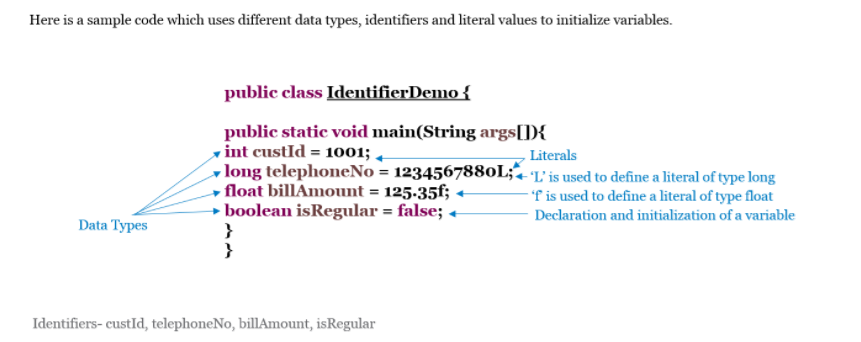 Here is a sample code which uses different data types, identifiers and literal values to initialize variables.
public class IdentifierDemo {
public static void main(String args[]){
int custId = 1001;
Literals
long telephoneNo = 1234567880L;
'L' is used to define a literal of type long
float billAmount = 125.35f;
'f' is used to define a literal of type float
boolean isRegular = false;
Declaration and initialization of a variable
Data Types
}
}
Identifiers- custId, telephoneNo, billAmount, isRegular